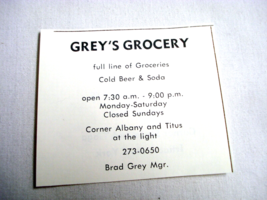 GREY'S GROCERY
full line of Groceries
Cold Beer & Soda
open 7:30 a.m. - 9:00 p.m.
Monday-Saturday
Closed Sundays
Corner Albany and Titus
at the light
273-0650
Brad Grey Mgr.